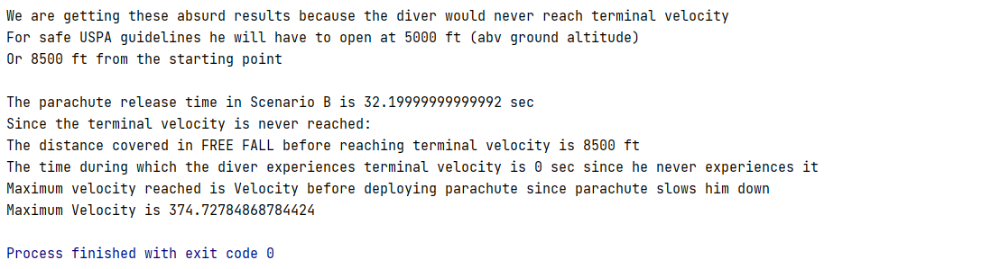 We are getting these absurd results because the diver would never reach terminal velocity
For safe USPA guidelines he will have to open at 5000 ft (abv ground altitude)
Or 8500 ft from the starting point
The parachute release time in Scenario B is 32.19999999999992 sec
Since the terminal velocity is never reached:
The distance covered in FREE FALL before reaching terminal velocity is 8500 ft
The time during which the diver experiences terminal velocity is 0 sec since he never experiences it
Maximum velocity reached is Velocity before deploying parachute since parachute slows him down
Maximum Velocity is 374.72784868784424
Process finished with exit code 0